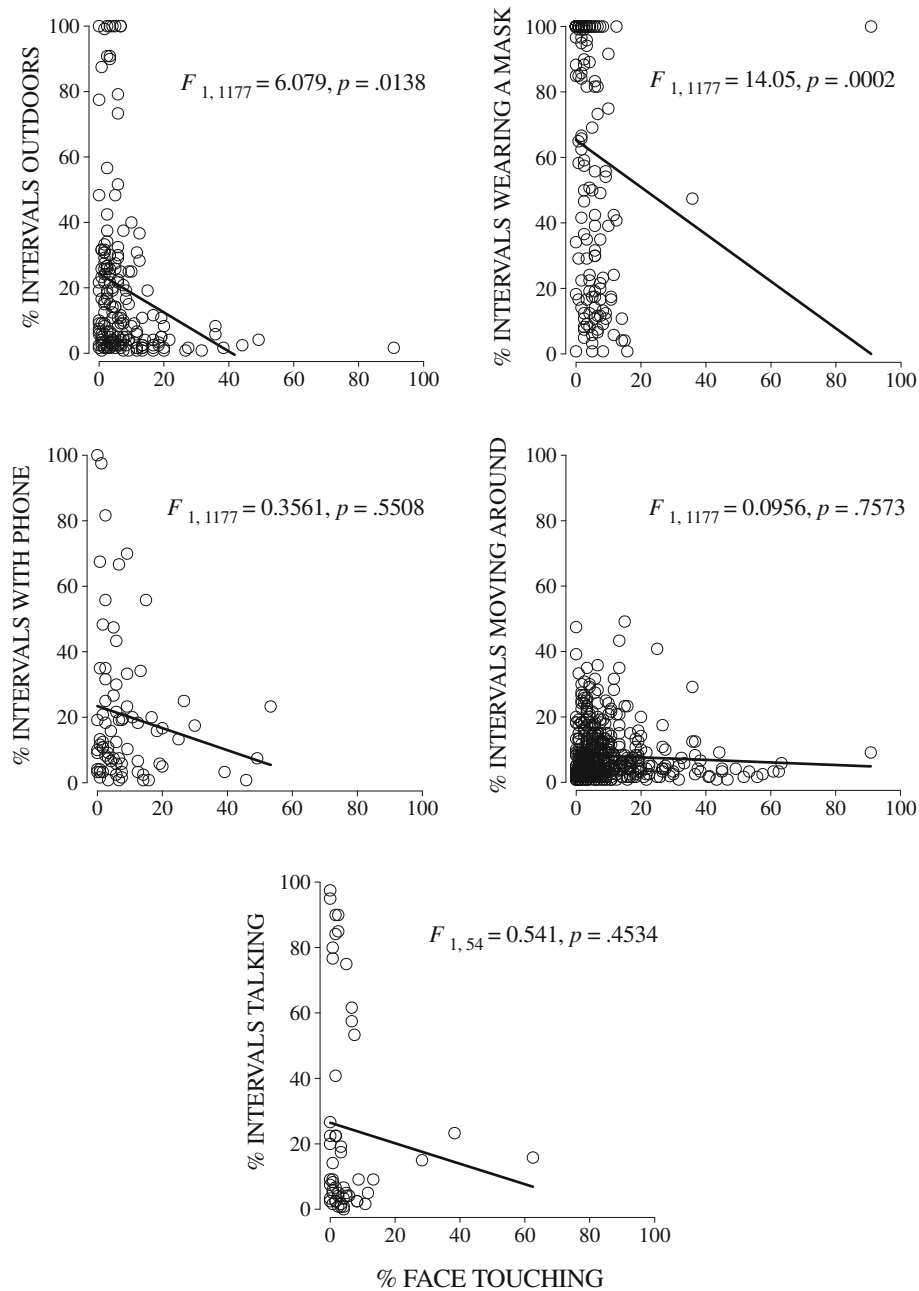 % INTERVALS OUTDOORS
100
80
60
40
20
0
F 1, 1177 = 6.079, p = .0138
0 20 40 60 80 100
% INTERVALS WEARING A MASK
100
80
60
40
20
0
F 1, 1177 = 14.05, p = .0002
0 20 40 60 80 100
% INTERVALS WITH PHONE
100
80
60
40
20
0
F 1, 1177 = 0.3561, p = .5508
0 20 40 60 80 100
% INTERVALS MOVING AROUND
100
80
60
40
20
0
F 1, 1177 = 0.0956, p = .7573
0 20 40 60 80 100
% INTERVALS TALKING
100
80
60
40
20
0
F 1, 54 = 0.541, p = .4534
0 20 40 60 80 100
% FACE TOUCHING